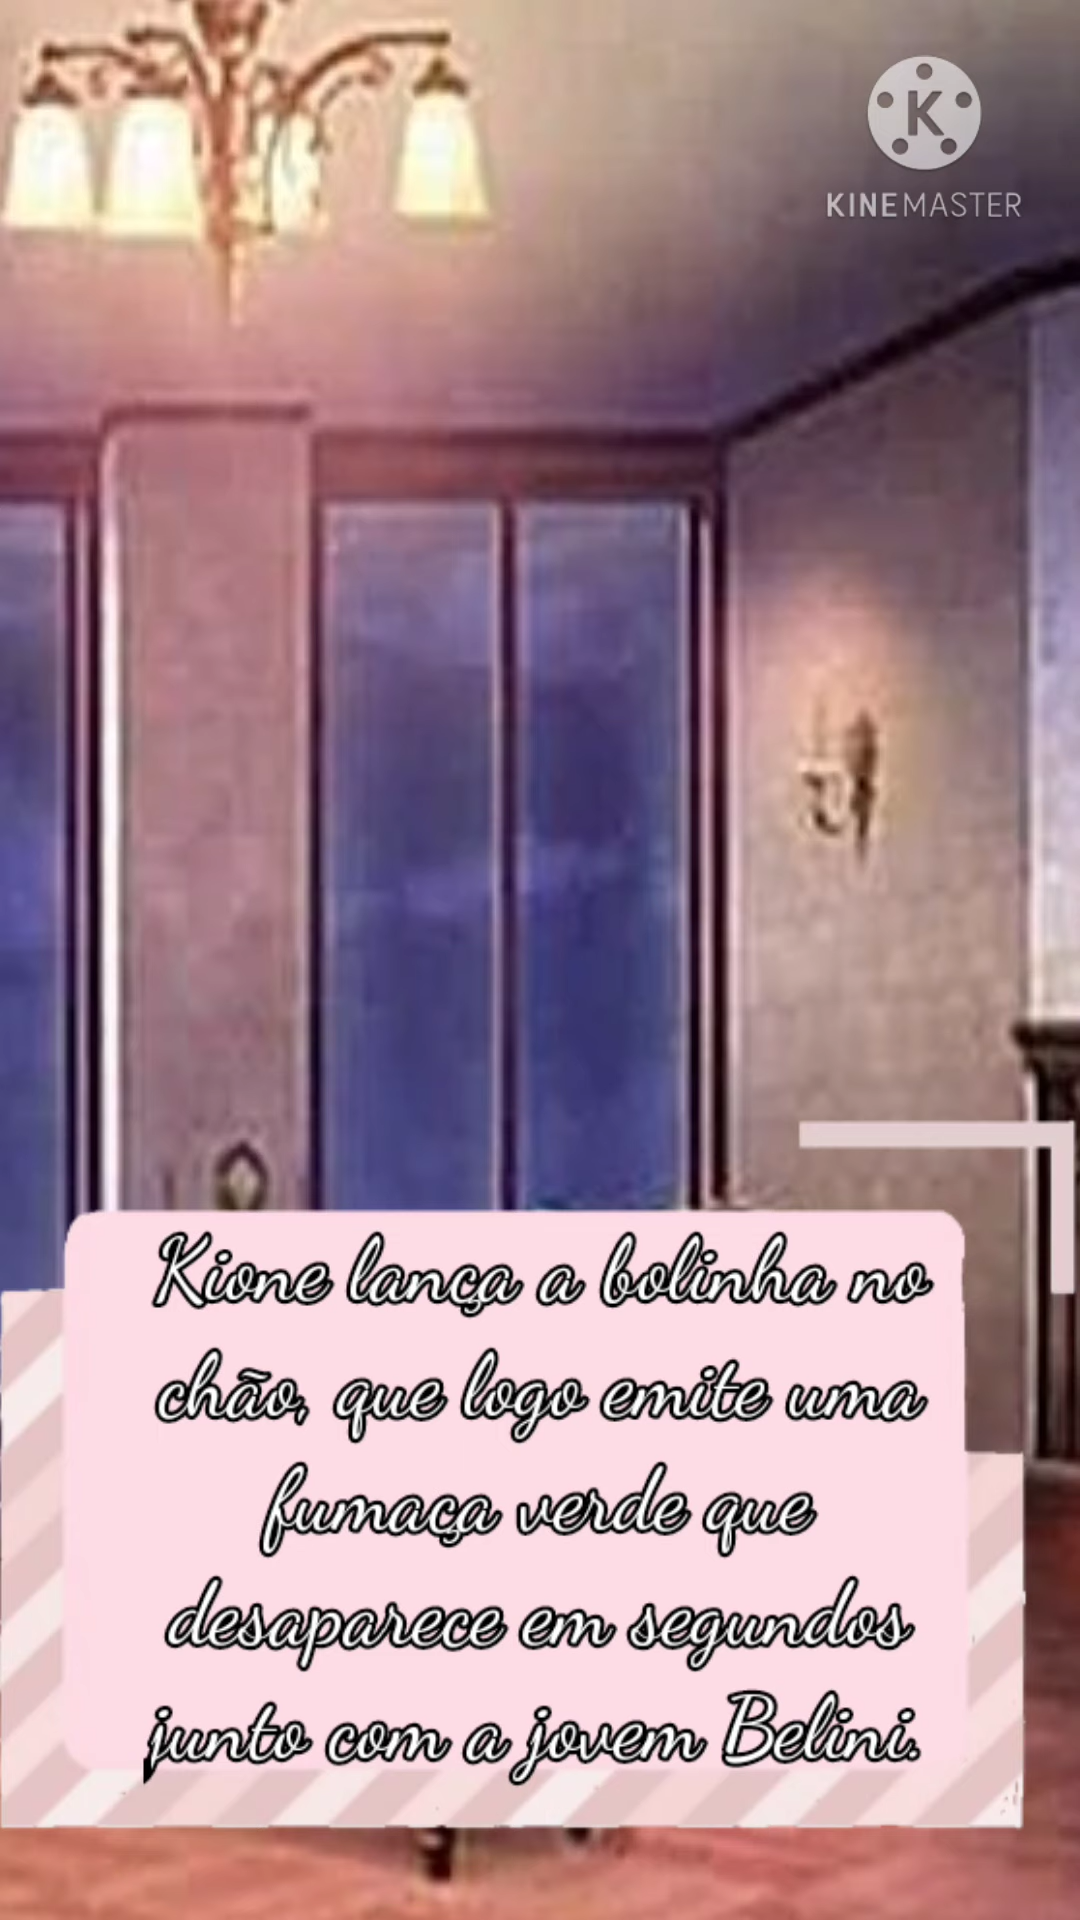 K
KINEMASTER
Kione lança a bolinha no
chão, que logo emite uma
fumaça verde que
desaparece em segundos
junto com a jovem Belini.